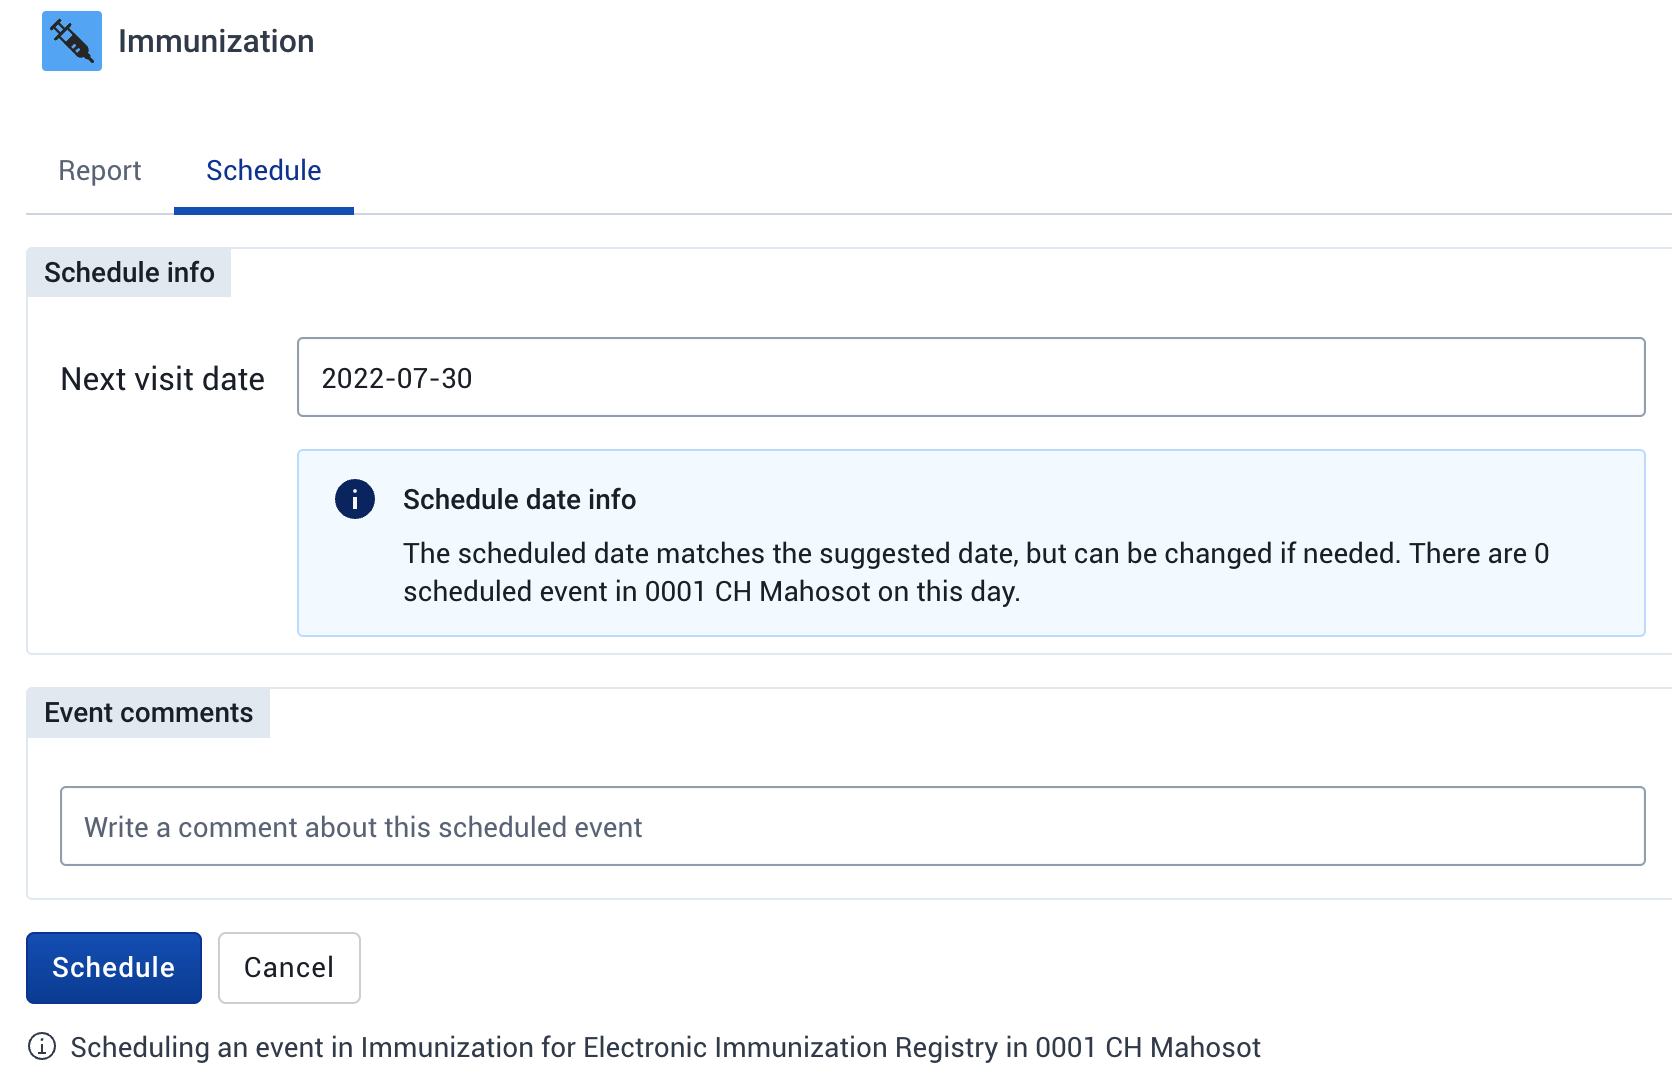 Immunization
Report
Schedule
Schedule info
Next visit date
2022-07-30
Schedule date info
The scheduled date matches the suggested date, but can be changed if needed. There are 0
scheduled event in 0001 CH Mahosot on this day.
Event comments
Write a comment about this scheduled event
Schedule
Cancel
Scheduling an event in Immunization for Electronic Immunization Registry in 0001 CH Mahosot